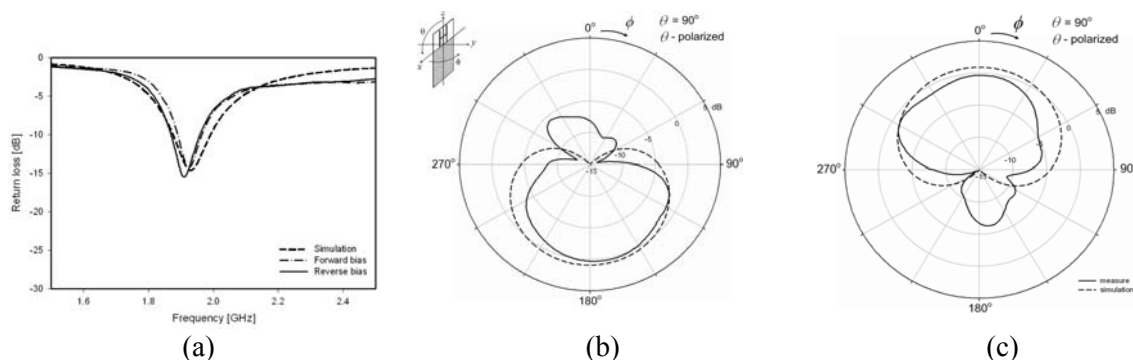 0
-5
-10
-15
-20
-25
-30
Return loss [dB]
1.6 1.8 2.0 2.2 2.4
Frequency [GHz]
Simulation
Forward bias
Reverse bias
(a)
z
θ
y
x
ϕ
0° ϕ θ = 90°
θ - polarized
5 dB
0
-5
-10
-15
270° 90°
180°
(b)
0° ϕ θ = 90°
θ - polarized
5 dB
0
-5
-10
-15
270° 90°
180°
measure
simulation
(c)